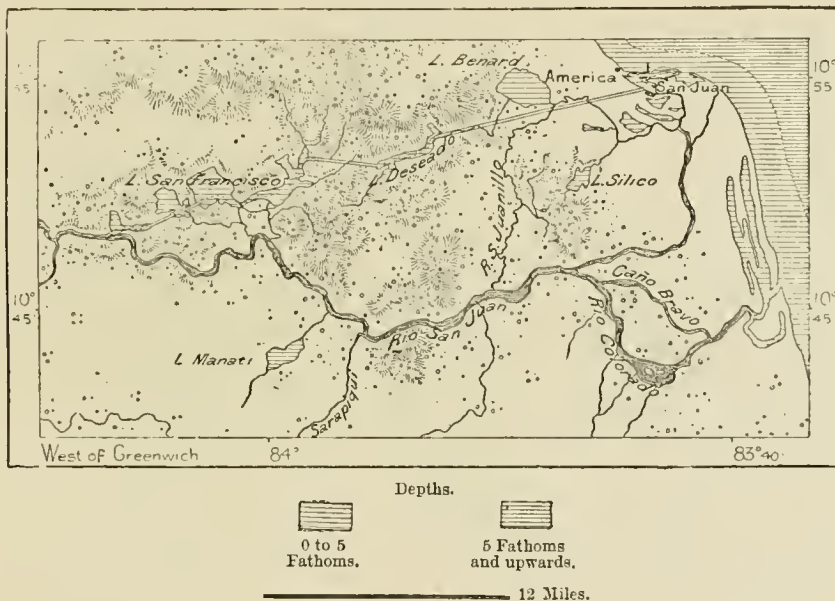 L. Benard
America
San Juan
10°
55
10°
55
L. San Francisco
L. Deseado
L. Silico
R. S. Juanillo
10°
45
10°
45
Caño Bravo
Rio San Juan
Rio Colorado
L. Manati
Sarapiqui
West of Greenwich
84°
83°40·
Depths.
0 to 5
Fathoms.
5 Fathoms
and upwards.
12 Miles.